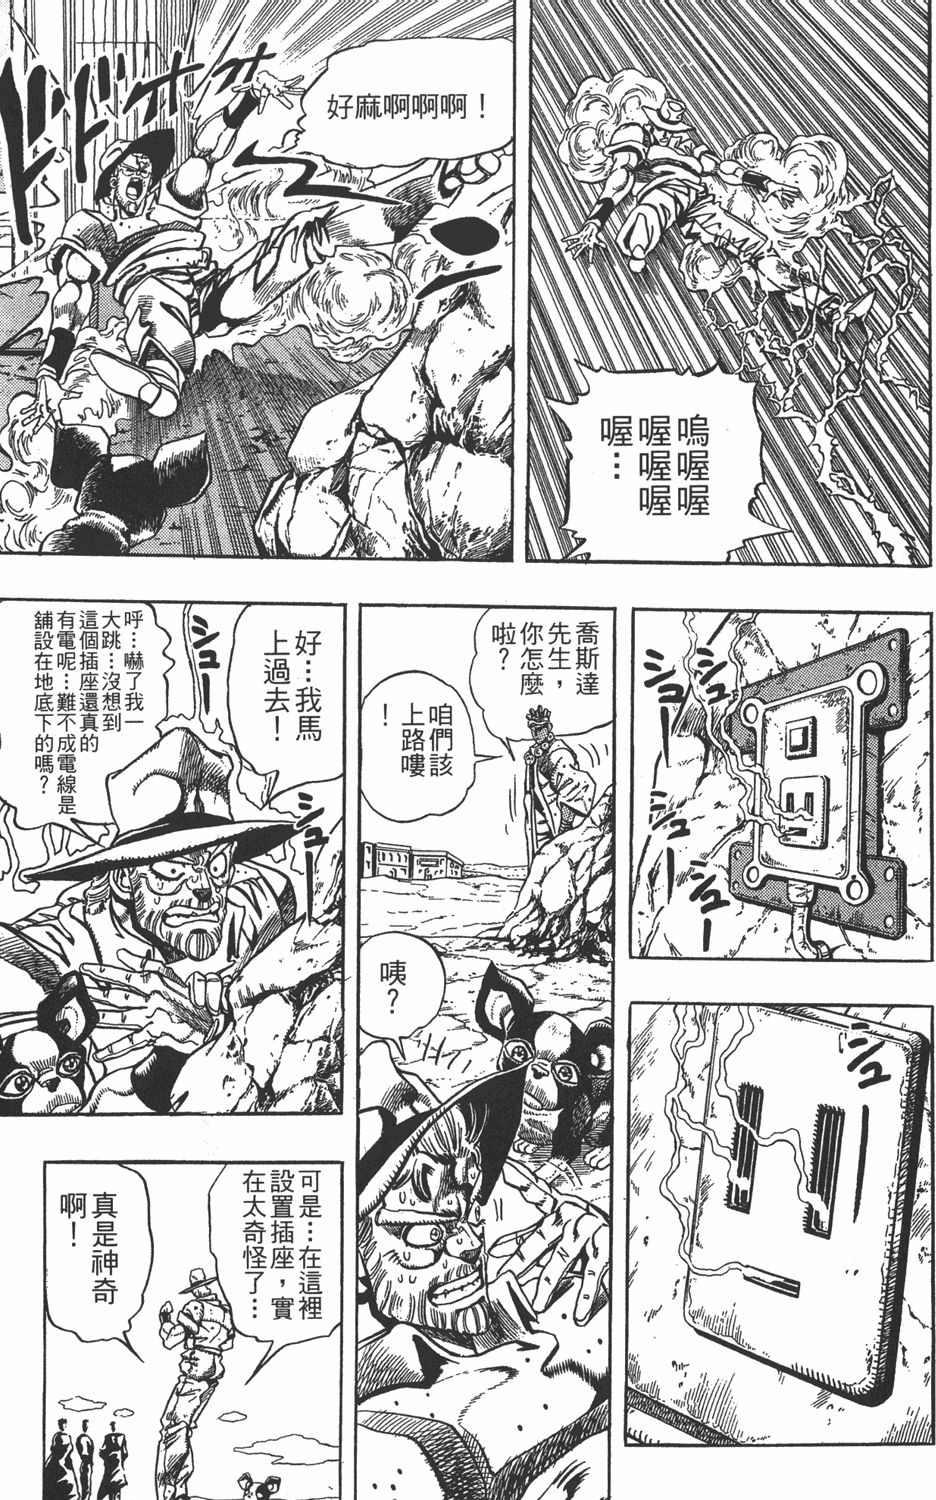 嗚喔喔
喔喔喔
喔…
好麻啊啊啊！
ドドオオ
シュー
シュー
シュー
シュー
喬斯達
先生，
你怎麼
啦？
咱們該
上路嘍
！
咦？
好…我馬
上過去！
シュー
シュー
呼…嚇了我一
大跳…沒想到
這個插座還真的
有電呢…難不成電線是
舖設在地底下的嗎？
可是…在這裡
設置插座，實
在太奇怪了…
真是神奇
啊！